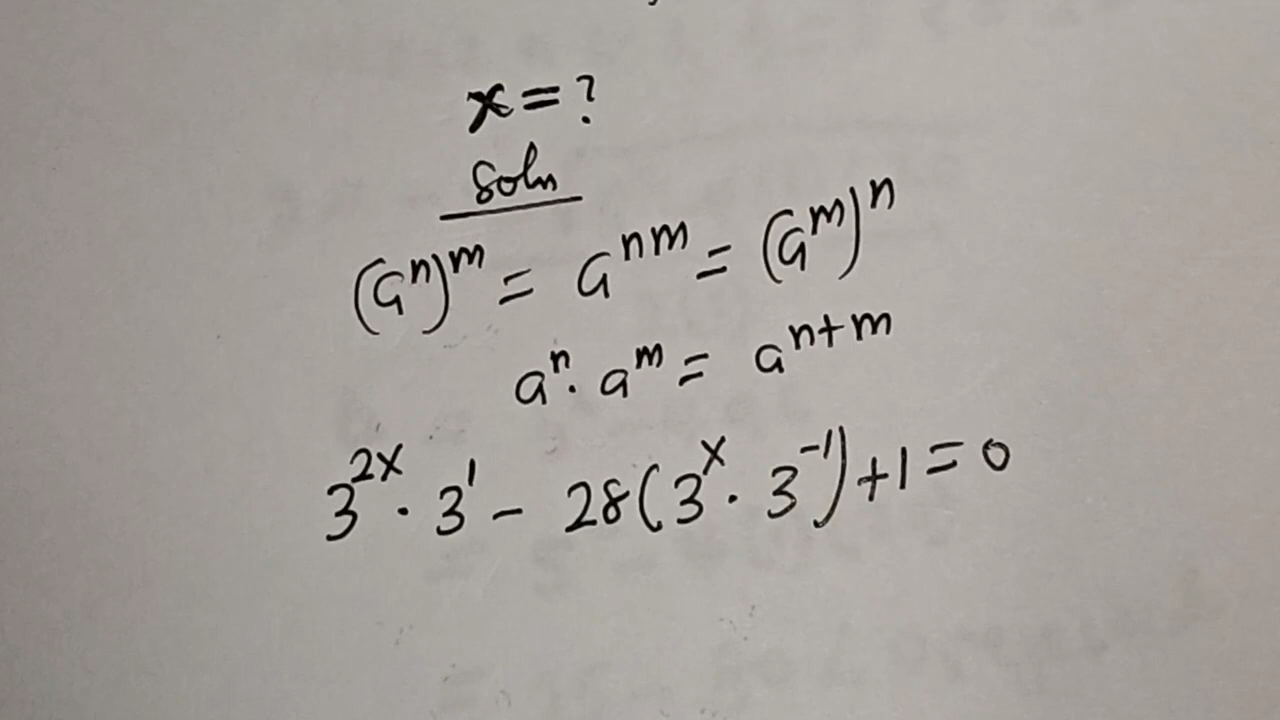 x = ?
Soln
(a^n)^m = a^{nm} = (a^m)^n
a^n · a^m = a^{n+m}
3^{2x} · 3^1 - 28(3^x · 3^{-1}) + 1 = 0